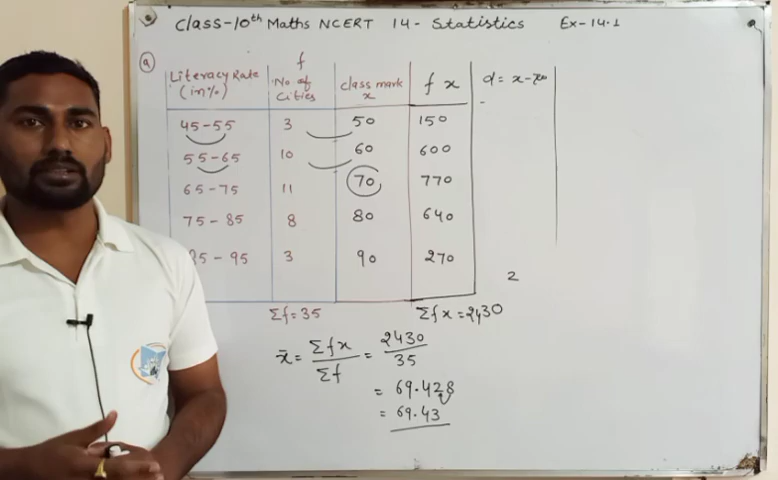 Class-10th Maths NCERT 14- Statistics Ex-14.1
9
Literacy Rate (in%) f No of Cities class mark x f x d = x-x₀
45-55 3 50 150 -
55-65 10 60 600
65-75 11 70 770
75-85 8 80 640
85-95 3 90 270
2
Σf=35 Σfx=2430
x̄ = Σfx/Σf = 2430/35
= 69.428
= 69.43